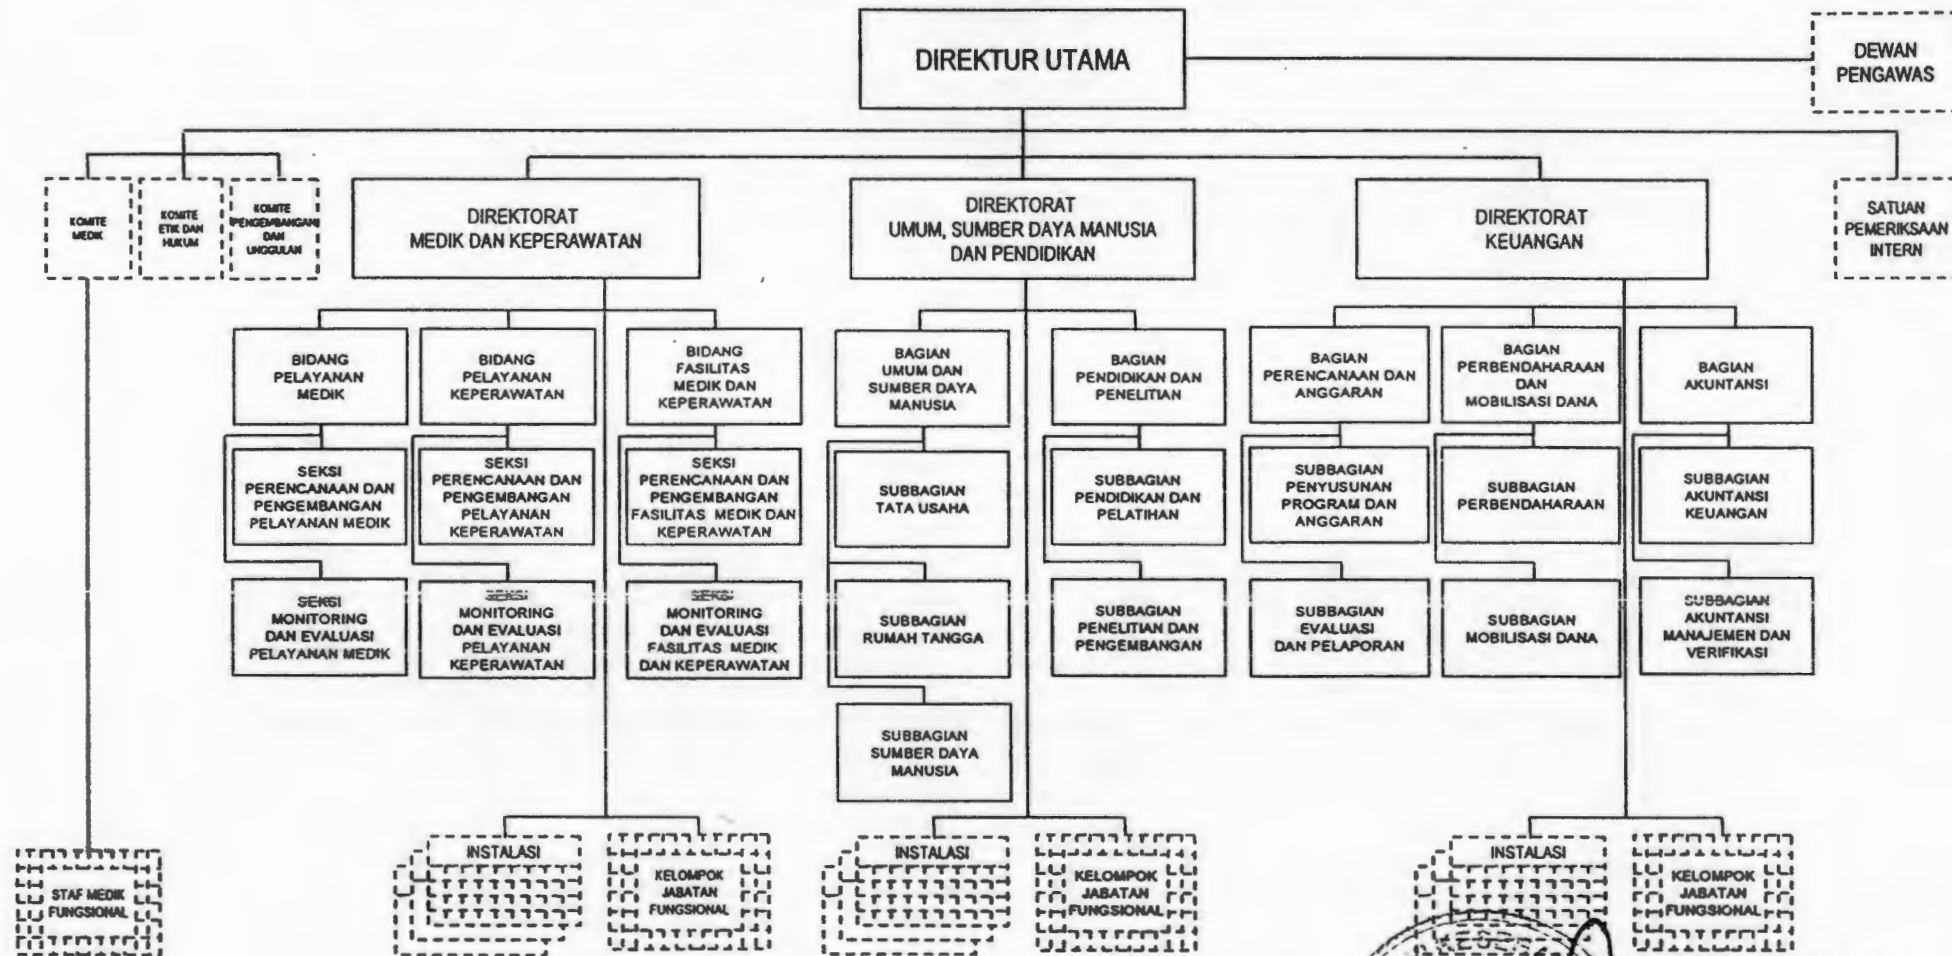 DIREKTUR UTAMA
DEWAN
PENGAWAS
KOMITE
MEDIK
KOMITE
ETIK DAN
HUKUM
KOMITE
PENGEMBANGAN
DAN
UNGGULAN
DIREKTORAT
MEDIK DAN KEPERAWATAN
DIREKTORAT
UMUM, SUMBER DAYA MANUSIA
DAN PENDIDIKAN
DIREKTORAT
KEUANGAN
SATUAN
PEMERIKSAAN
INTERN
BIDANG
PELAYANAN
MEDIK
BIDANG
PELAYANAN
KEPERAWATAN
BIDANG
FASILITAS
MEDIK DAN
KEPERAWATAN
BAGIAN
UMUM DAN
SUMBER DAYA
MANUSIA
BAGIAN
PENDIDIKAN DAN
PENELITIAN
BAGIAN
PERENCANAAN DAN
ANGGARAN
BAGIAN
PERBENDAHARAAN
DAN
MOBILISASI DANA
BAGIAN
AKUNTANSI
SEKSI
PERENCANAAN DAN
PENGEMBANGAN
PELAYANAN MEDIK
SEKSI
PERENCANAAN DAN
PENGEMBANGAN
PELAYANAN
KEPERAWATAN
SEKSI
PERENCANAAN DAN
PENGEMBANGAN
FASILITAS MEDIK DAN
KEPERAWATAN
SUBBAGIAN
TATA USAHA
SUBBAGIAN
PENDIDIKAN DAN
PELATIHAN
SUBBAGIAN
PENYUSUNAN
PROGRAM DAN
ANGGARAN
SUBBAGIAN
PERBENDAHARAAN
SUBBAGIAN
AKUNTANSI
KEUANGAN
SEKSI
MONITORING
DAN EVALUASI
PELAYANAN MEDIK
SEKSI
MONITORING
DAN EVALUASI
PELAYANAN
KEPERAWATAN
SEKSI
MONITORING
DAN EVALUASI
FASILITAS MEDIK
DAN KEPERAWATAN
SUBBAGIAN
RUMAH TANGGA
SUBBAGIAN
PENELITIAN DAN
PENGEMBANGAN
SUBBAGIAN
EVALUASI
DAN PELAPORAN
SUBBAGIAN
MOBILISASI DANA
SUBBAGIAN
AKUNTANSI
MANAJEMEN DAN
VERIFIKASI
SUBBAGIAN
SUMBER DAYA
MANUSIA
STAF MEDIK
FUNGSIONAL
INSTALASI
KELOMPOK
JABATAN
FUNGSIONAL
INSTALASI
KELOMPOK
JABATAN
FUNGSIONAL
INSTALASI
KELOMPOK
JABATAN
FUNGSIONAL